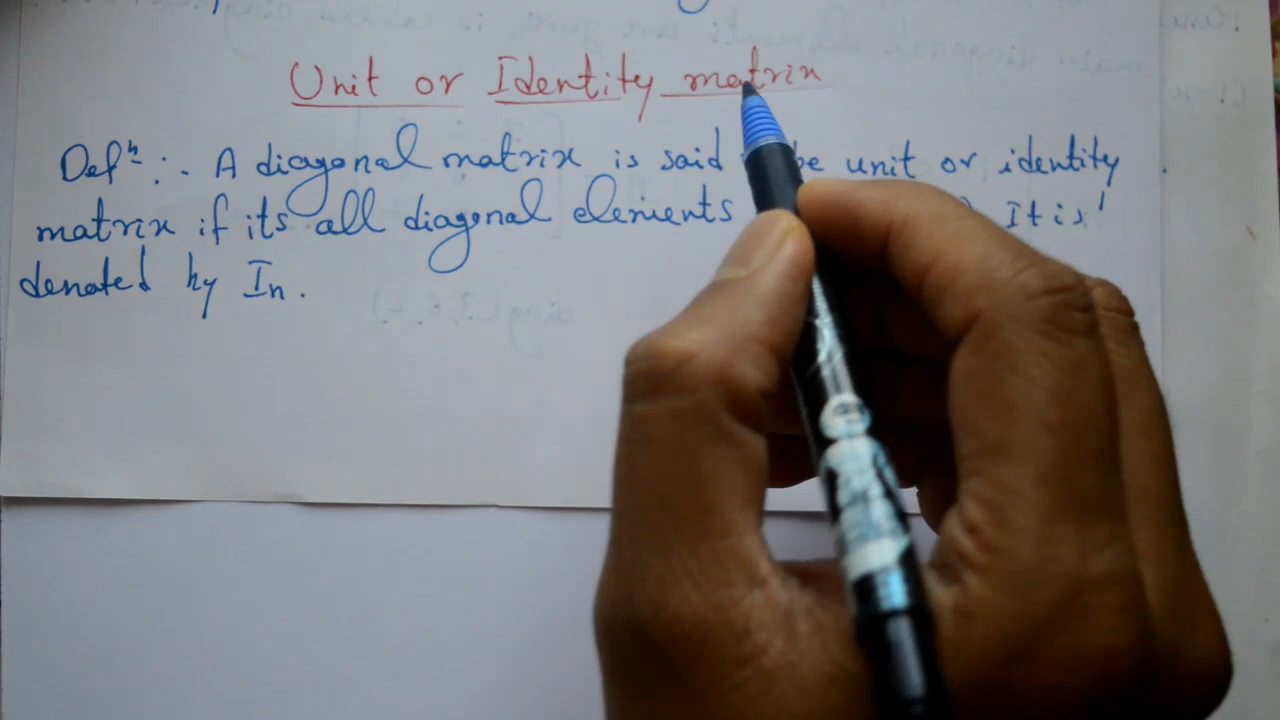 Unit or Identity matrix
Defⁿ :- A diagonal matrix is said be unit or identity
matrix if its all diagonal elements It is
denoted by In.